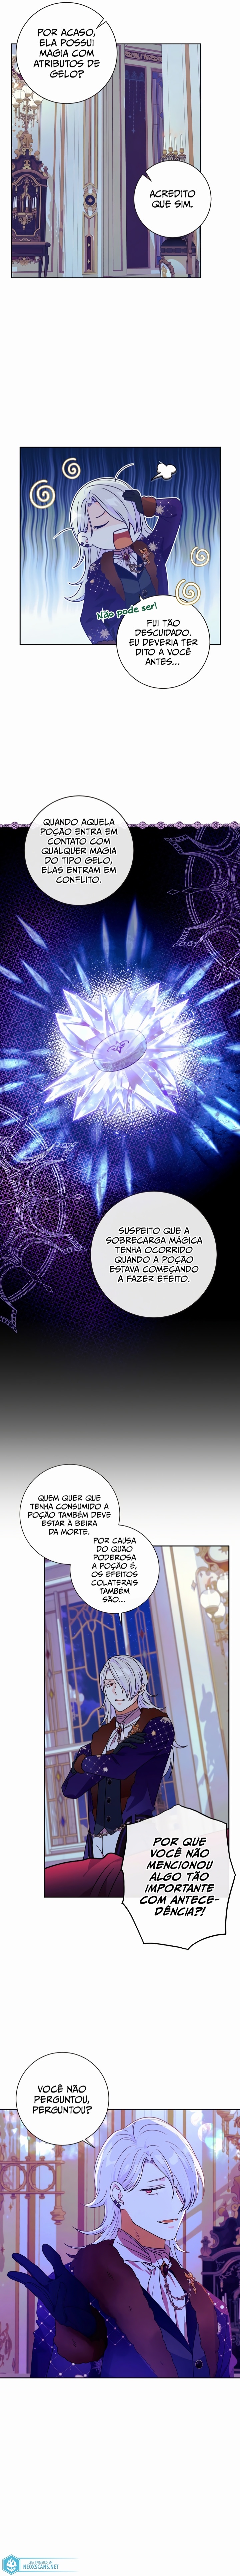 POR ACASO,
ELA POSSUI
MAGIA COM
ATRIBUTOS DE
GELO?
ACREDITO
QUE SIM.
Não pode ser!
FUI TÃO
DESCUIDADO.
EU DEVERIA TER
DITO A VOCÊ
ANTES...
QUANDO AQUELA
POÇÃO ENTRA EM
CONTATO COM
QUALQUER MAGIA
DO TIPO GELO,
ELAS ENTRAM EM
CONFLITO.
SUSPEITO QUE A
SOBRECARGA MÁGICA
TENHA OCORRIDO
QUANDO A POÇÃO
ESTAVA COMEÇANDO
A FAZER EFEITO.
QUEM QUER QUE
TENHA CONSUMIDO A
POÇÃO TAMBÉM DEVE
ESTAR À BEIRA
DA MORTE.
POR CAUSA
DO QUÃO
PODEROSA
A POÇÃO É,
OS EFEITOS
COLATERAIS
TAMBÉM
SÃO...
POR QUE
VOCÊ NÃO
MENCIONOU
ALGO TÃO
IMPORTANTE
COM ANTECE-
DÊNCIA?!
VOCÊ NÃO
PERGUNTOU,
PERGUNTOU?
NEOXSCANS.NET